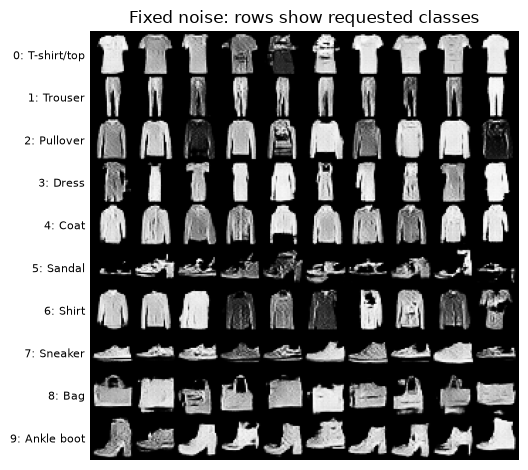 Fixed noise: rows show requested classes
0: T-shirt/top
1: Trouser
2: Pullover
3: Dress
4: Coat
5: Sandal
6: Shirt
7: Sneaker
8: Bag
9: Ankle boot